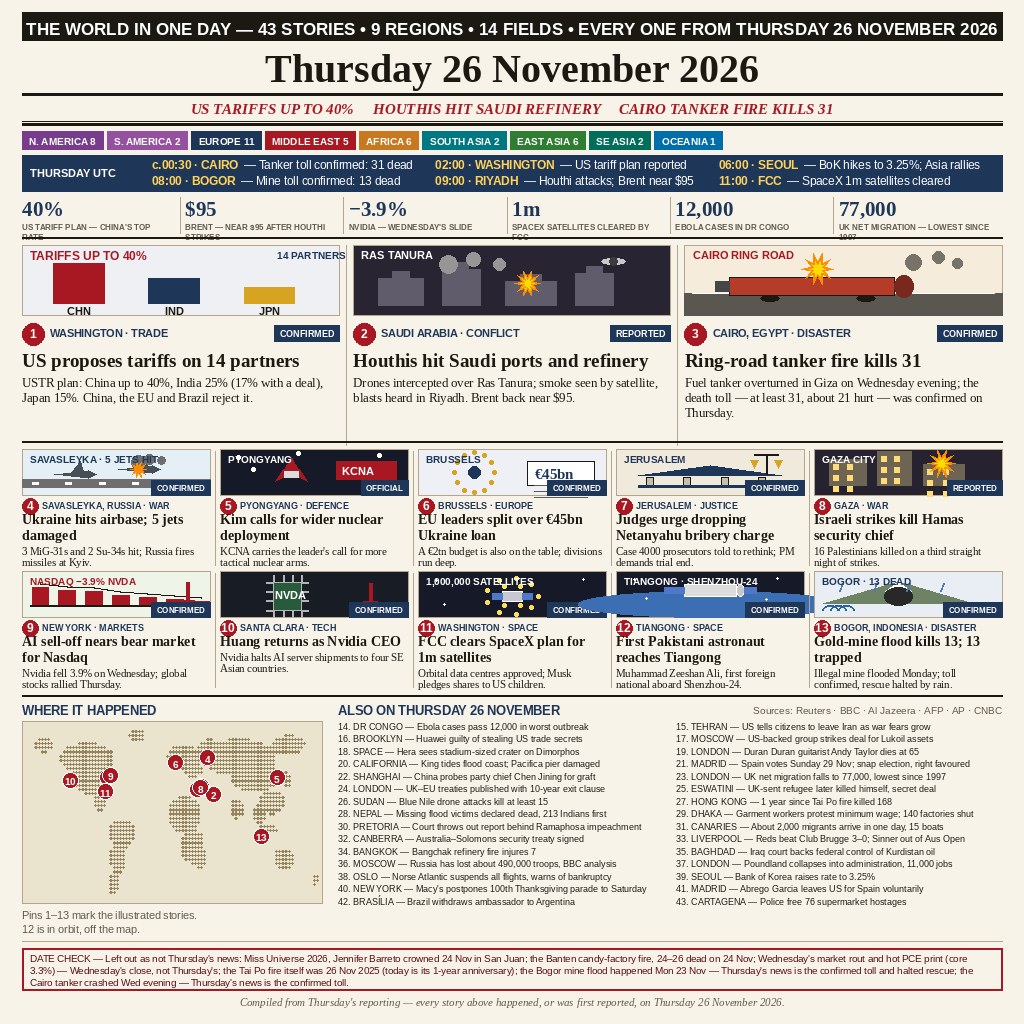 THE WORLD IN ONE DAY — 43 STORIES • 9 REGIONS • 14 FIELDS • EVERY ONE FROM THURSDAY 26 NOVEMBER 2026
Thursday 26 November 2026
US TARIFFS UP TO 40% HOUTHIS HIT SAUDI REFINERY CAIRO TANKER FIRE KILLS 31
N. AMERICA 8 S. AMERICA 2 EUROPE 11 MIDDLE EAST 5 AFRICA 6 SOUTH ASIA 2 EAST ASIA 6 SE ASIA 2 OCEANIA 1
THURSDAY UTC
c.00:30 · CAIRO — Tanker toll confirmed: 31 dead 02:00 · WASHINGTON — US tariff plan reported 06:00 · SEOUL — BoK hikes to 3.25%; Asia rallies
08:00 · BOGOR — Mine toll confirmed: 13 dead 09:00 · RIYADH — Houthi attacks; Brent near $95 11:00 · FCC — SpaceX 1m satellites cleared
40% $95 −3.9% 1m 12,000 77,000
US TARIFF PLAN — CHINA'S TOP RATE
BRENT — NEAR $95 AFTER HOUTHI STRIKES
NVIDIA — WEDNESDAY'S SLIDE
SPACEX SATELLITES CLEARED BY FCC
EBOLA CASES IN DR CONGO
UK NET MIGRATION — LOWEST SINCE 1997
TARIFFS UP TO 40% 14 PARTNERS
CHN IND JPN
1 WASHINGTON · TRADE CONFIRMED
US proposes tariffs on 14 partners
USTR plan: China up to 40%, India 25% (17% with a deal),
Japan 15%. China, the EU and Brazil reject it.
RAS TANURA
2 SAUDI ARABIA · CONFLICT REPORTED
Houthis hit Saudi ports and refinery
Drones intercepted over Ras Tanura; smoke seen by satellite,
blasts heard in Riyadh. Brent back near $95.
CAIRO RING ROAD
3 CAIRO, EGYPT · DISASTER CONFIRMED
Ring-road tanker fire kills 31
Fuel tanker overturned in Giza on Wednesday evening; the
death toll — at least 31, about 21 hurt — was confirmed on
Thursday.
SAVASLEYKA · 5 JETS HIT
CONFIRMED
4 SAVASLEYKA, RUSSIA · WAR
Ukraine hits airbase; 5 jets
damaged
3 MiG-31s and 2 Su-34s hit; Russia fires
missiles at Kyiv.
PYONGYANG
KCNA
OFFICIAL
5 PYONGYANG · DEFENCE
Kim calls for wider nuclear
deployment
KCNA carries the leader's call for more
tactical nuclear arms.
BRUSSELS
€45bn
CONFIRMED
6 BRUSSELS · EUROPE
EU leaders split over €45bn
Ukraine loan
A €2tn budget is also on the table; divisions
run deep.
JERUSALEM
CONFIRMED
7 JERUSALEM · JUSTICE
Judges urge dropping
Netanyahu bribery charge
Case 4000 prosecutors told to rethink; PM
demands trial end.
GAZA CITY
REPORTED
8 GAZA · WAR
Israeli strikes kill Hamas
security chief
16 Palestinians killed on a third straight
night of strikes.
NASDAQ −3.9% NVDA
CONFIRMED
9 NEW YORK · MARKETS
AI sell-off nears bear market
for Nasdaq
Nvidia fell 3.9% on Wednesday; global
stocks rallied Thursday.
NVDA
CONFIRMED
10 SANTA CLARA · TECH
Huang returns as Nvidia CEO
Nvidia halts AI server shipments to four SE
Asian countries.
1,000,000 SATELLITES
CONFIRMED
11 WASHINGTON · SPACE
FCC clears SpaceX plan for
1m satellites
Orbital data centres approved; Musk
pledges shares to US children.
TIANGONG · SHENZHOU-24
CONFIRMED
12 TIANGONG · SPACE
First Pakistani astronaut
reaches Tiangong
Muhammad Zeeshan Ali, first foreign
national aboard Shenzhou-24.
BOGOR · 13 DEAD
CONFIRMED
13 BOGOR, INDONESIA · DISASTER
Gold-mine flood kills 13; 13
trapped
Illegal mine flooded Monday; toll
confirmed, rescue halted by rain.
WHERE IT HAPPENED
10 9 11 6 4 8 2 5 13
Pins 1–13 mark the illustrated stories.
12 is in orbit, off the map.
ALSO ON THURSDAY 26 NOVEMBER Sources: Reuters · BBC · Al Jazeera · AFP · AP · CNBC
14. DR CONGO — Ebola cases pass 12,000 in worst outbreak
15. TEHRAN — US tells citizens to leave Iran as war fears grow
16. BROOKLYN — Huawei guilty of stealing US trade secrets
17. MOSCOW — US-backed group strikes deal for Lukoil assets
18. SPACE — Hera sees stadium-sized crater on Dimorphos
19. LONDON — Duran Duran guitarist Andy Taylor dies at 65
20. CALIFORNIA — King tides flood coast; Pacifica pier damaged
21. MADRID — Spain votes Sunday 29 Nov; snap election, right favoured
22. SHANGHAI — China probes party chief Chen Jining for graft
23. LONDON — UK net migration falls to 77,000, lowest since 1997
24. LONDON — UK–EU treaties published with 10-year exit clause
25. ESWATINI — UK-sent refugee later killed himself, secret deal
26. SUDAN — Blue Nile drone attacks kill at least 15
27. HONG KONG — 1 year since Tai Po fire killed 168
28. NEPAL — Missing flood victims declared dead, 213 Indians first
29. DHAKA — Garment workers protest minimum wage; 140 factories shut
30. PRETORIA — Court throws out report behind Ramaphosa impeachment
31. CANARIES — About 2,000 migrants arrive in one day, 15 boats
32. CANBERRA — Australia–Solomons security treaty signed
33. LIVERPOOL — Reds beat Club Brugge 3–0; Sinner out of Aus Open
34. BANGKOK — Bangchak refinery fire injures 7
35. BAGHDAD — Iraq court backs federal control of Kurdistan oil
36. MOSCOW — Russia has lost about 490,000 troops, BBC analysis
37. LONDON — Poundland collapses into administration, 11,000 jobs
38. OSLO — Norse Atlantic suspends all flights, warns of bankruptcy
39. SEOUL — Bank of Korea raises rate to 3.25%
40. NEW YORK — Macy's postpones 100th Thanksgiving parade to Saturday
41. MADRID — Abrego Garcia leaves US for Spain voluntarily
42. BRASÍLIA — Brazil withdraws ambassador to Argentina
43. CARTAGENA — Police free 76 supermarket hostages
DATE CHECK — Left out as not Thursday's news: Miss Universe 2026, Jennifer Barreto crowned 24 Nov in San Juan; the Banten candy-factory fire, 24–26 dead on 24 Nov; Wednesday's market rout and hot PCE print (core
3.3%) — Wednesday's close, not Thursday's; the Tai Po fire itself was 26 Nov 2025 (today is its 1-year anniversary); the Bogor mine flood happened Mon 23 Nov — Thursday's news is the confirmed toll and halted rescue; the
Cairo tanker crashed Wed evening — Thursday's news is the confirmed toll.
Compiled from Thursday's reporting — every story above happened, or was first reported, on Thursday 26 November 2026.